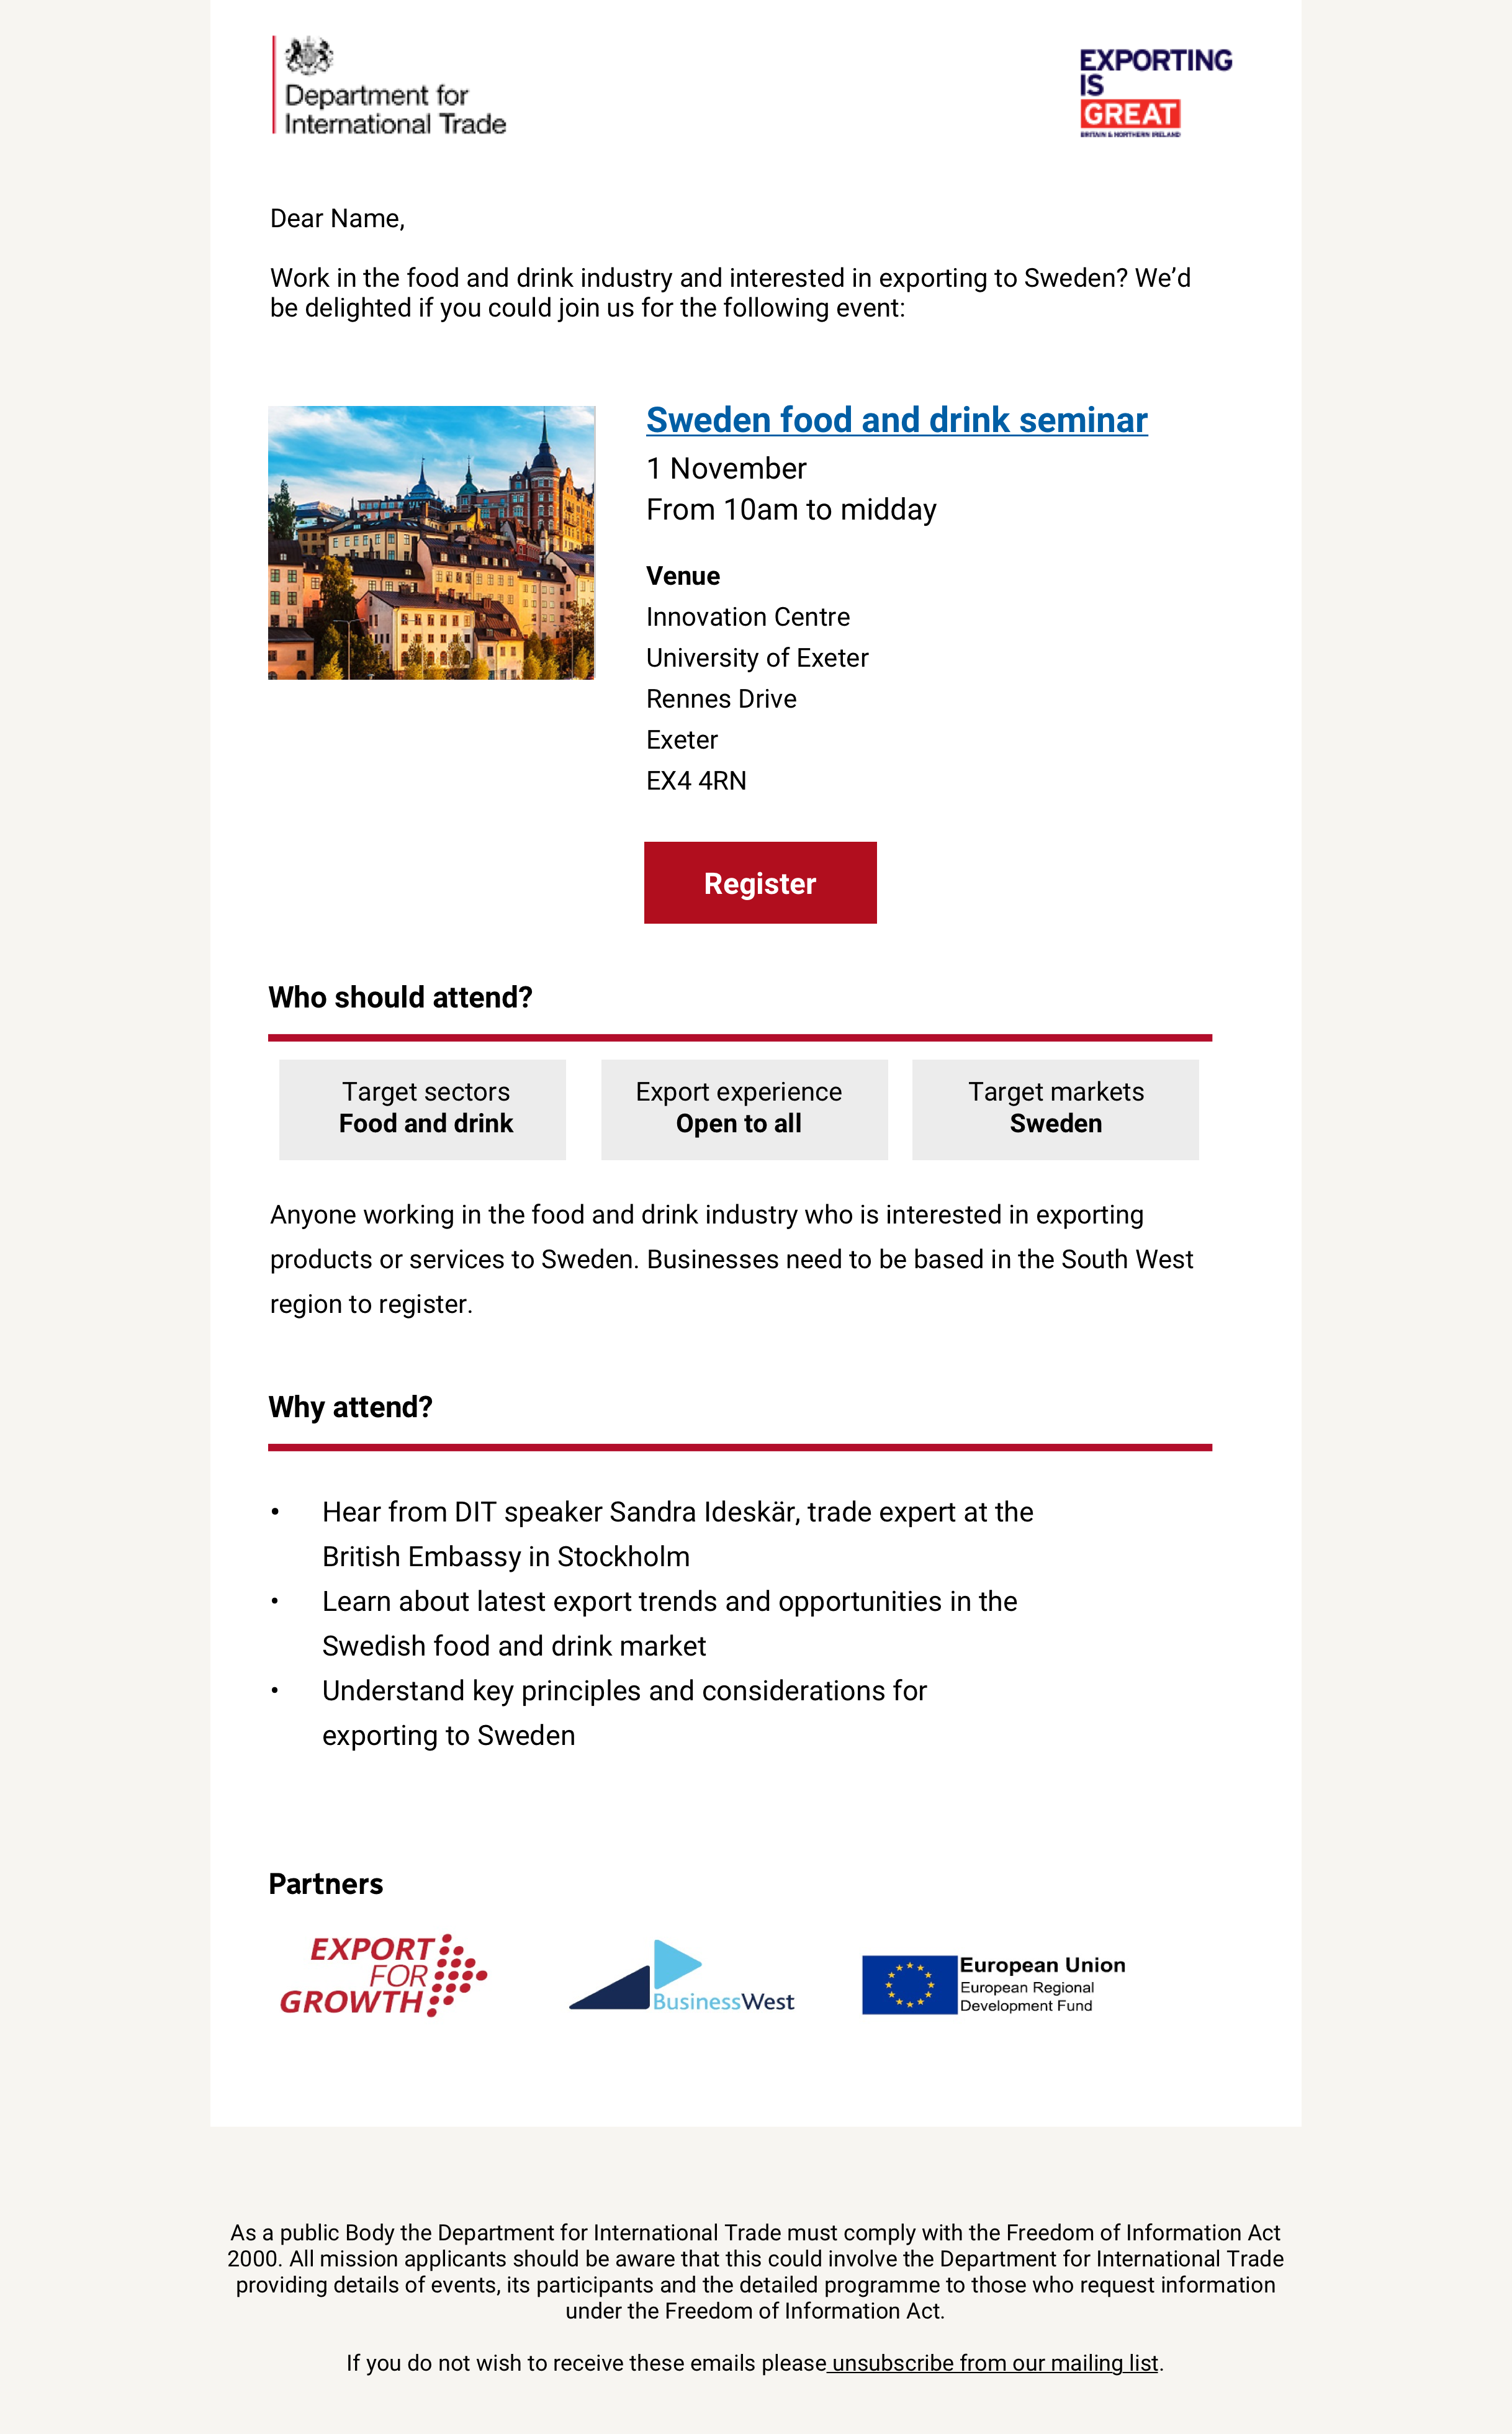 Department for
International Trade
EXPORTING
IS
GREAT
BRITAIN & NORTHERN IRELAND
Dear Name,
Work in the food and drink industry and interested in exporting to Sweden? We’d
be delighted if you could join us for the following event:
Sweden food and drink seminar
1 November
From 10am to midday
Venue
Innovation Centre
University of Exeter
Rennes Drive
Exeter
EX4 4RN
Register
Who should attend?
Target sectors
Food and drink
Export experience
Open to all
Target markets
Sweden
Anyone working in the food and drink industry who is interested in exporting
products or services to Sweden. Businesses need to be based in the South West
region to register.
Why attend?
• Hear from DIT speaker Sandra Ideskär, trade expert at the
British Embassy in Stockholm
• Learn about latest export trends and opportunities in the
Swedish food and drink market
• Understand key principles and considerations for
exporting to Sweden
Partners
EXPORT
FOR
GROWTH
BusinessWest
European Union
European Regional
Development Fund
As a public Body the Department for International Trade must comply with the Freedom of Information Act
2000. All mission applicants should be aware that this could involve the Department for International Trade
providing details of events, its participants and the detailed programme to those who request information
under the Freedom of Information Act.
If you do not wish to receive these emails please unsubscribe from our mailing list.